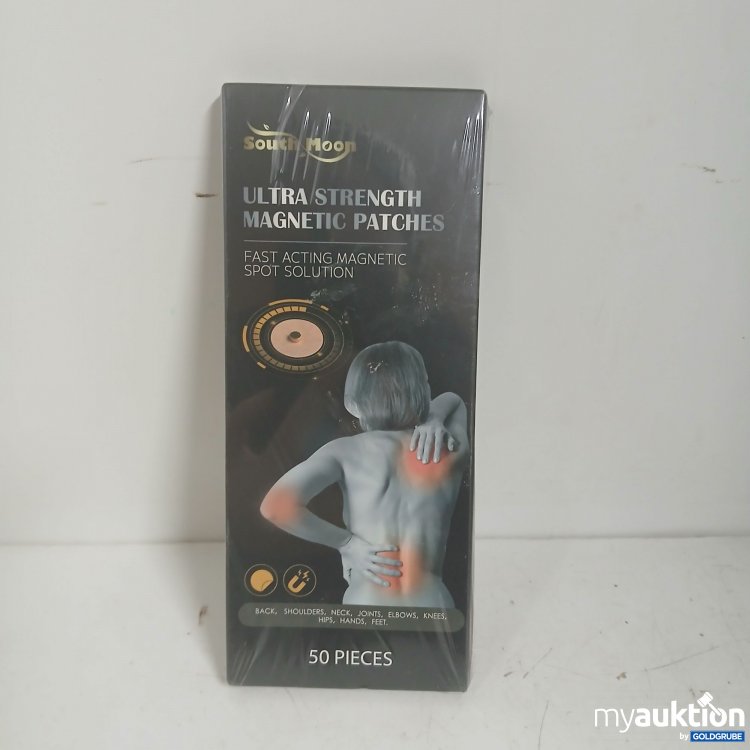 South Moon
ULTRA STRENGTH
MAGNETIC PATCHES
FAST ACTING MAGNETIC
SPOT SOLUTION
BACK, SHOULDERS, NECK, JOINTS, ELBOWS, KNEES,
HIPS, HANDS, FEET.
50 PIECES
myauktion
by GOLDGRUBE